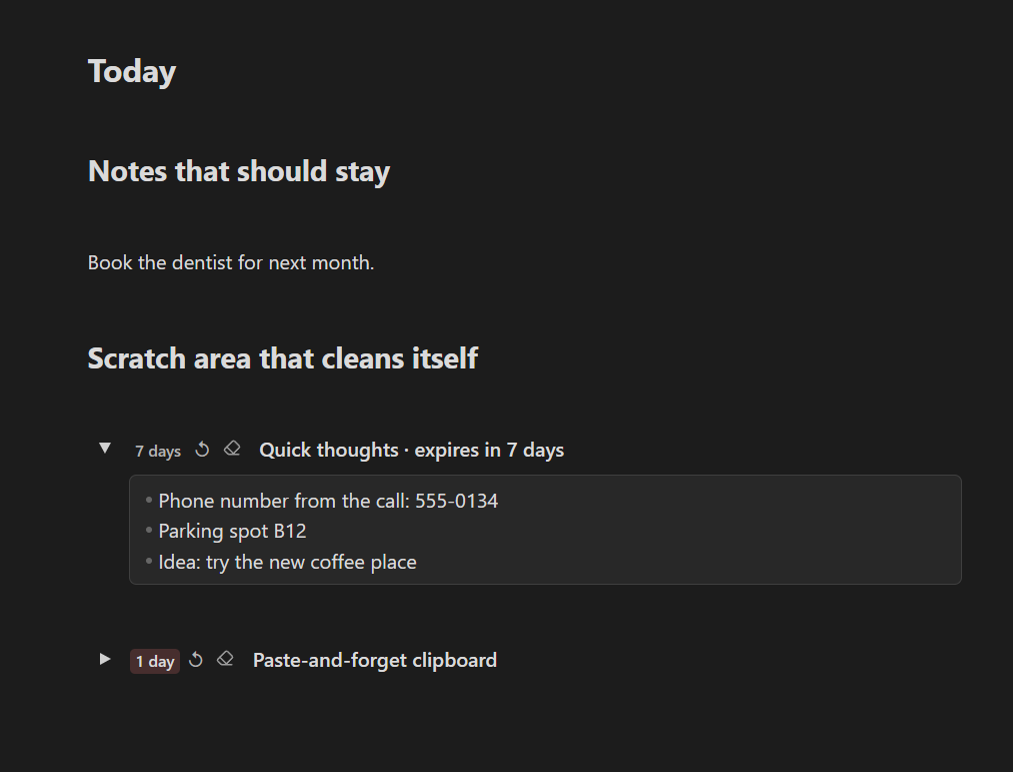 Today
Notes that should stay
Book the dentist for next month.
Scratch area that cleans itself
7 days Quick thoughts · expires in 7 days
Phone number from the call: 555-0134
Parking spot B12
Idea: try the new coffee place
1 day Paste-and-forget clipboard